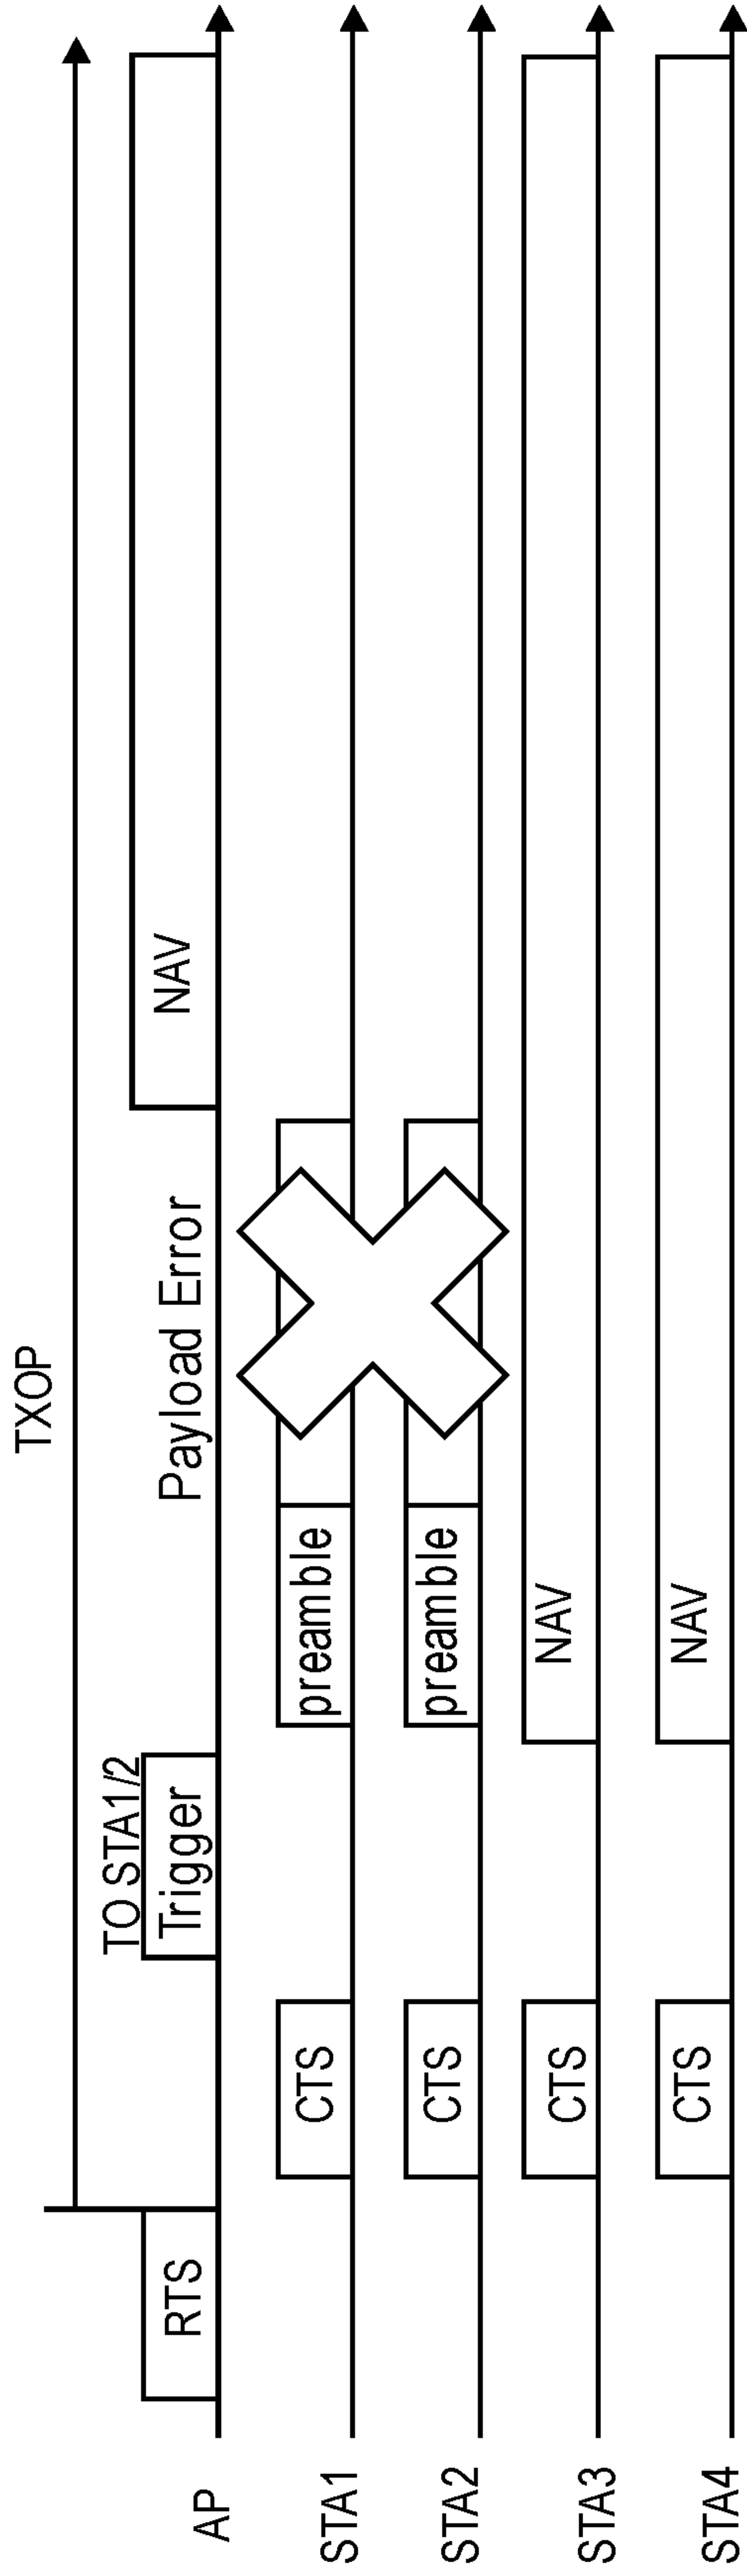 TXOP
TO STA1/2
AP
RTS
Trigger
Payload Error
NAV
STA1
CTS
preamble
STA2
CTS
preamble
STA3
CTS
NAV
STA4
CTS
NAV